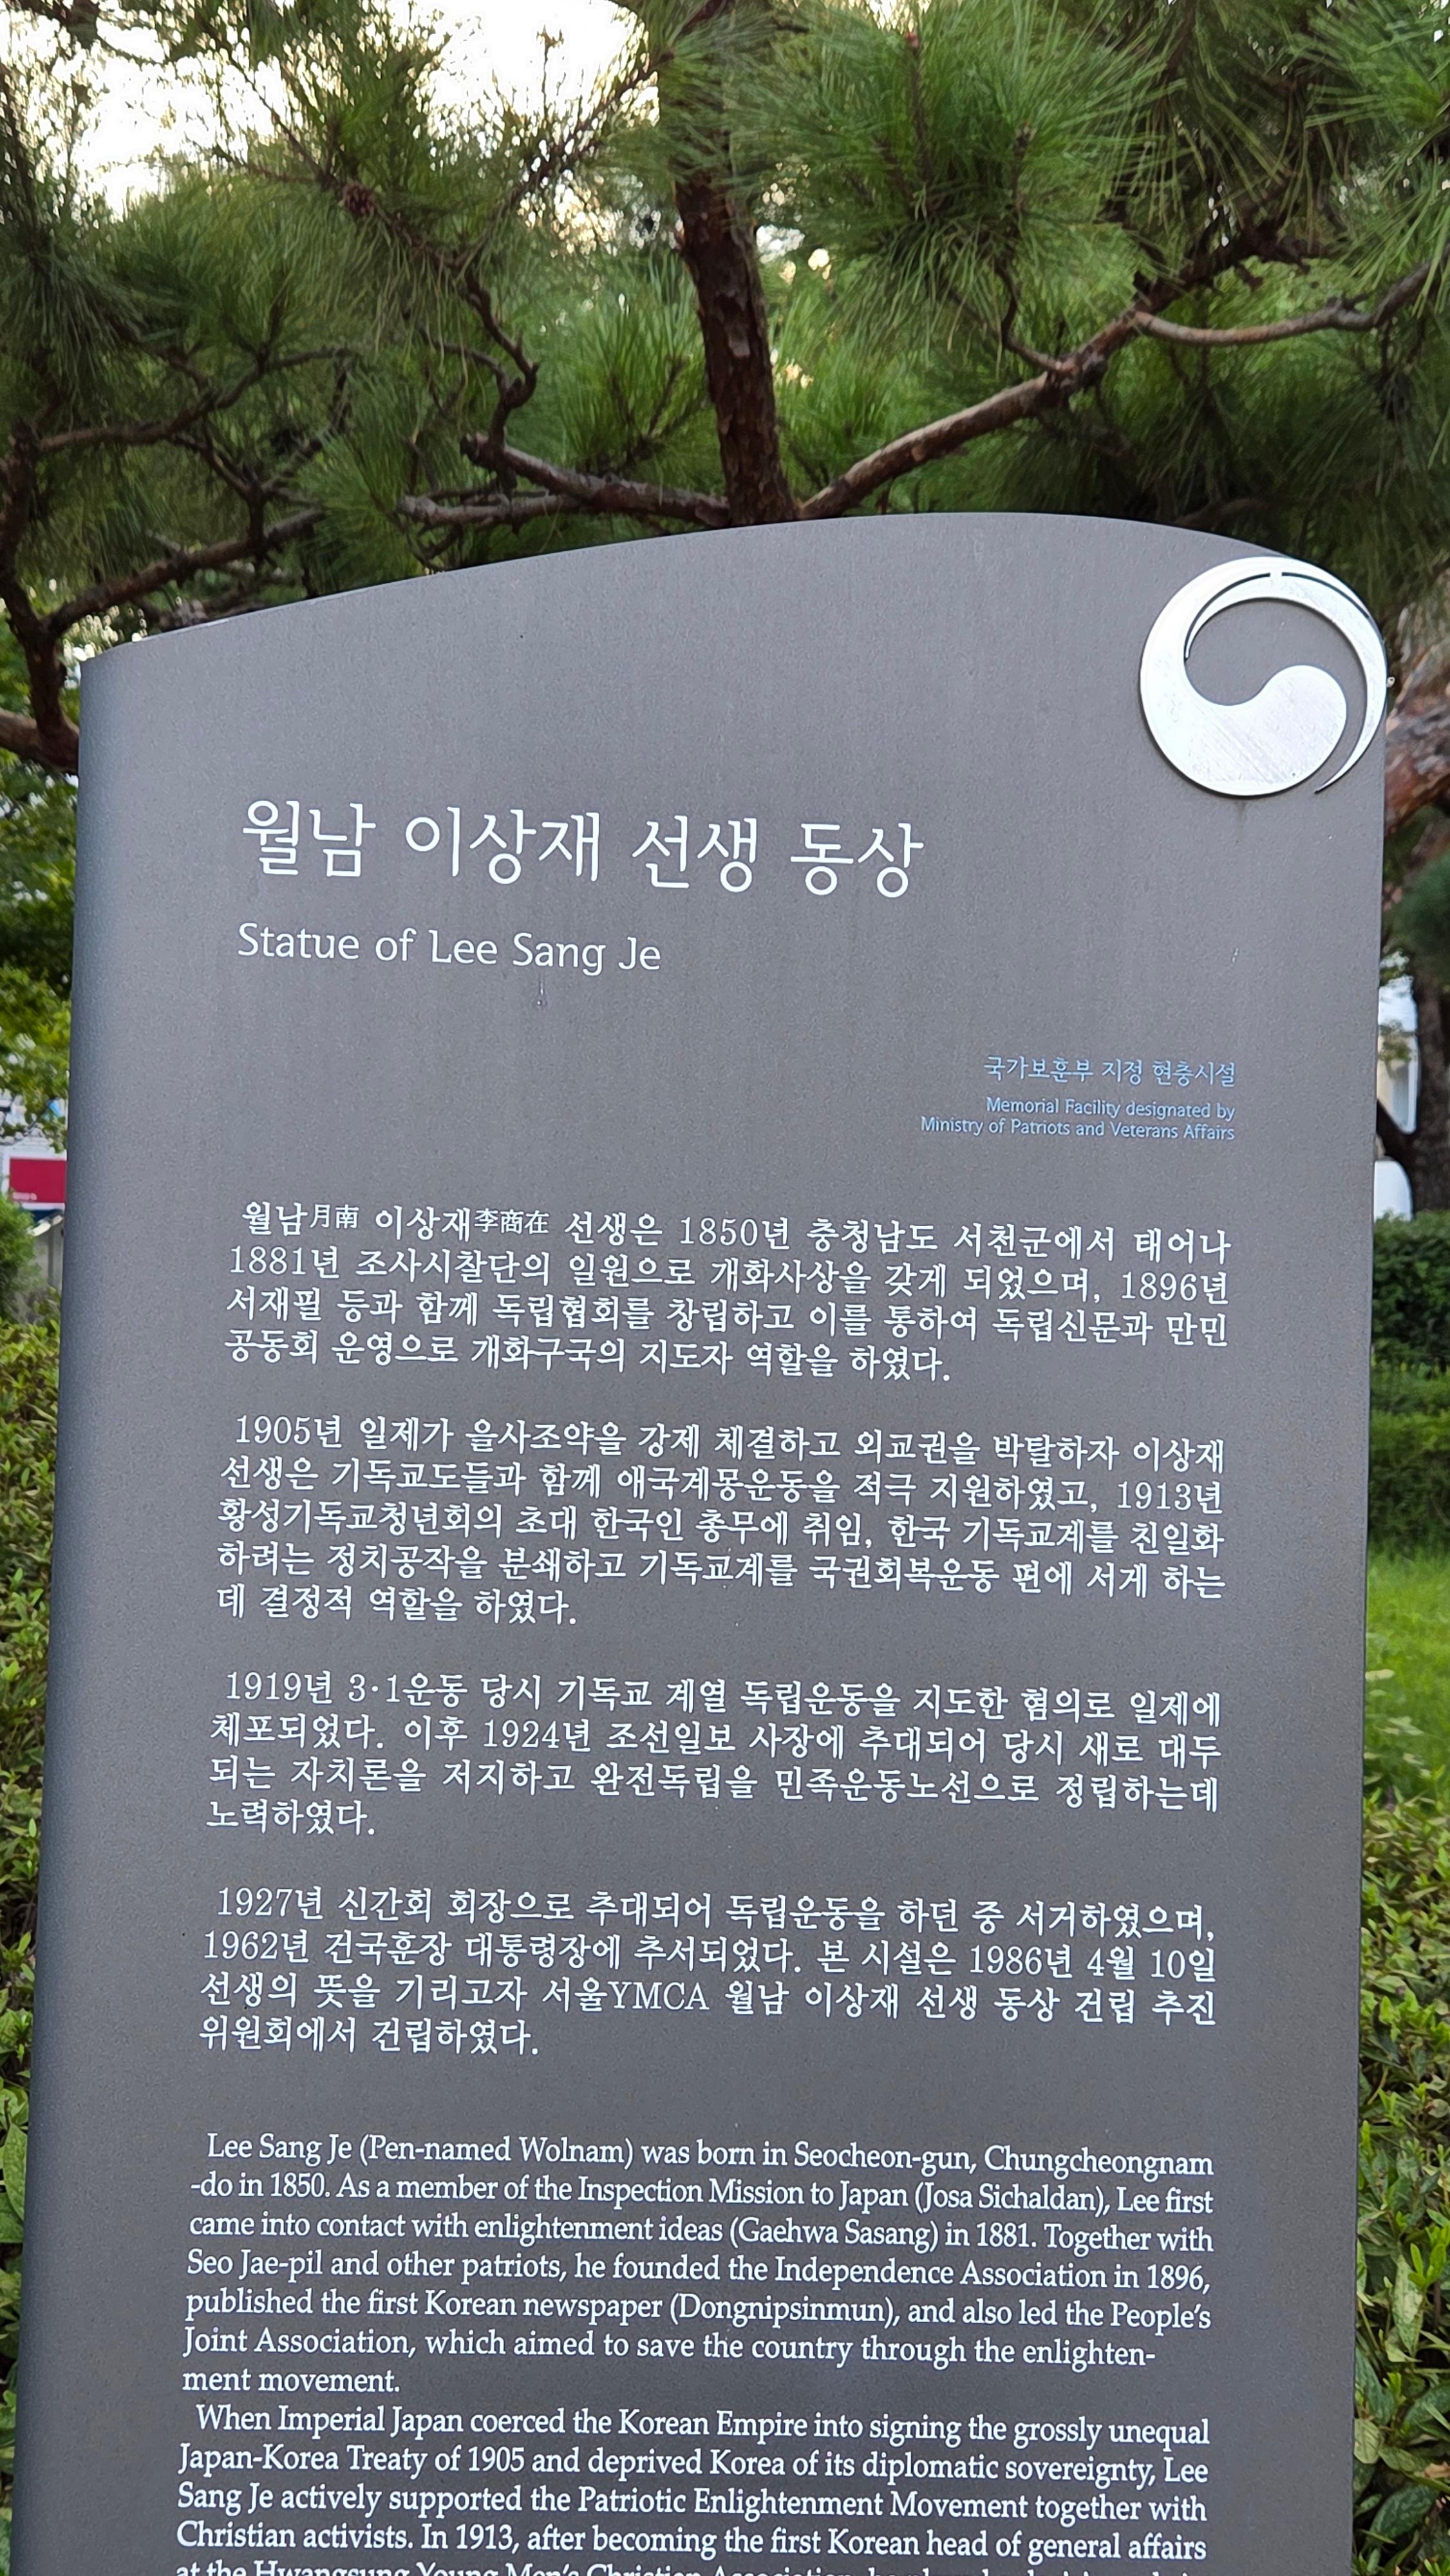 월남 이상재 선생 동상
Statue of Lee Sang Je
국가보훈부 지정 현충시설
Memorial Facility designated by
Ministry of Patriots and Veterans Affairs
월남月南 이상재李商在 선생은 1850년 충청남도 서천군에서 태어나
1881년 조사시찰단의 일원으로 개화사상을 갖게 되었으며, 1896년
서재필 등과 함께 독립협회를 창립하고 이를 통하여 독립신문과 만민
공동회 운영으로 개화구국의 지도자 역할을 하였다.
1905년 일제가 을사조약을 강제 체결하고 외교권을 박탈하자 이상재
선생은 기독교도들과 함께 애국계몽운동을 적극 지원하였고, 1913년
황성기독교청년회의 초대 한국인 총무에 취임, 한국 기독교계를 친일화
하려는 정치공작을 분쇄하고 기독교계를 국권회복운동 편에 서게 하는
데 결정적 역할을 하였다.
1919년 3·1운동 당시 기독교 계열 독립운동을 지도한 혐의로 일제에
체포되었다. 이후 1924년 조선일보 사장에 추대되어 당시 새로 대두
되는 자치론을 저지하고 완전독립을 민족운동노선으로 정립하는데
노력하였다.
1927년 신간회 회장으로 추대되어 독립운동을 하던 중 서거하였으며,
1962년 건국훈장 대통령장에 추서되었다. 본 시설은 1986년 4월 10일
선생의 뜻을 기리고자 서울YMCA 월남 이상재 선생 동상 건립 추진
위원회에서 건립하였다.
Lee Sang Je (Pen-named Wolnam) was born in Seocheon-gun, Chungcheongnam
-do in 1850. As a member of the Inspection Mission to Japan (Josa Sichaldan), Lee first
came into contact with enlightenment ideas (Gaehwa Sasang) in 1881. Together with
Seo Jae-pil and other patriots, he founded the Independence Association in 1896,
published the first Korean newspaper (Dongnipsinmun), and also led the People's
Joint Association, which aimed to save the country through the enlighten-
ment movement.
When Imperial Japan coerced the Korean Empire into signing the grossly unequal
Japan-Korea Treaty of 1905 and deprived Korea of its diplomatic sovereignty, Lee
Sang Je actively supported the Patriotic Enlightenment Movement together with
Christian activists. In 1913, after becoming the first Korean head of general affairs
at the Hwangsung Young Men's Christian Association